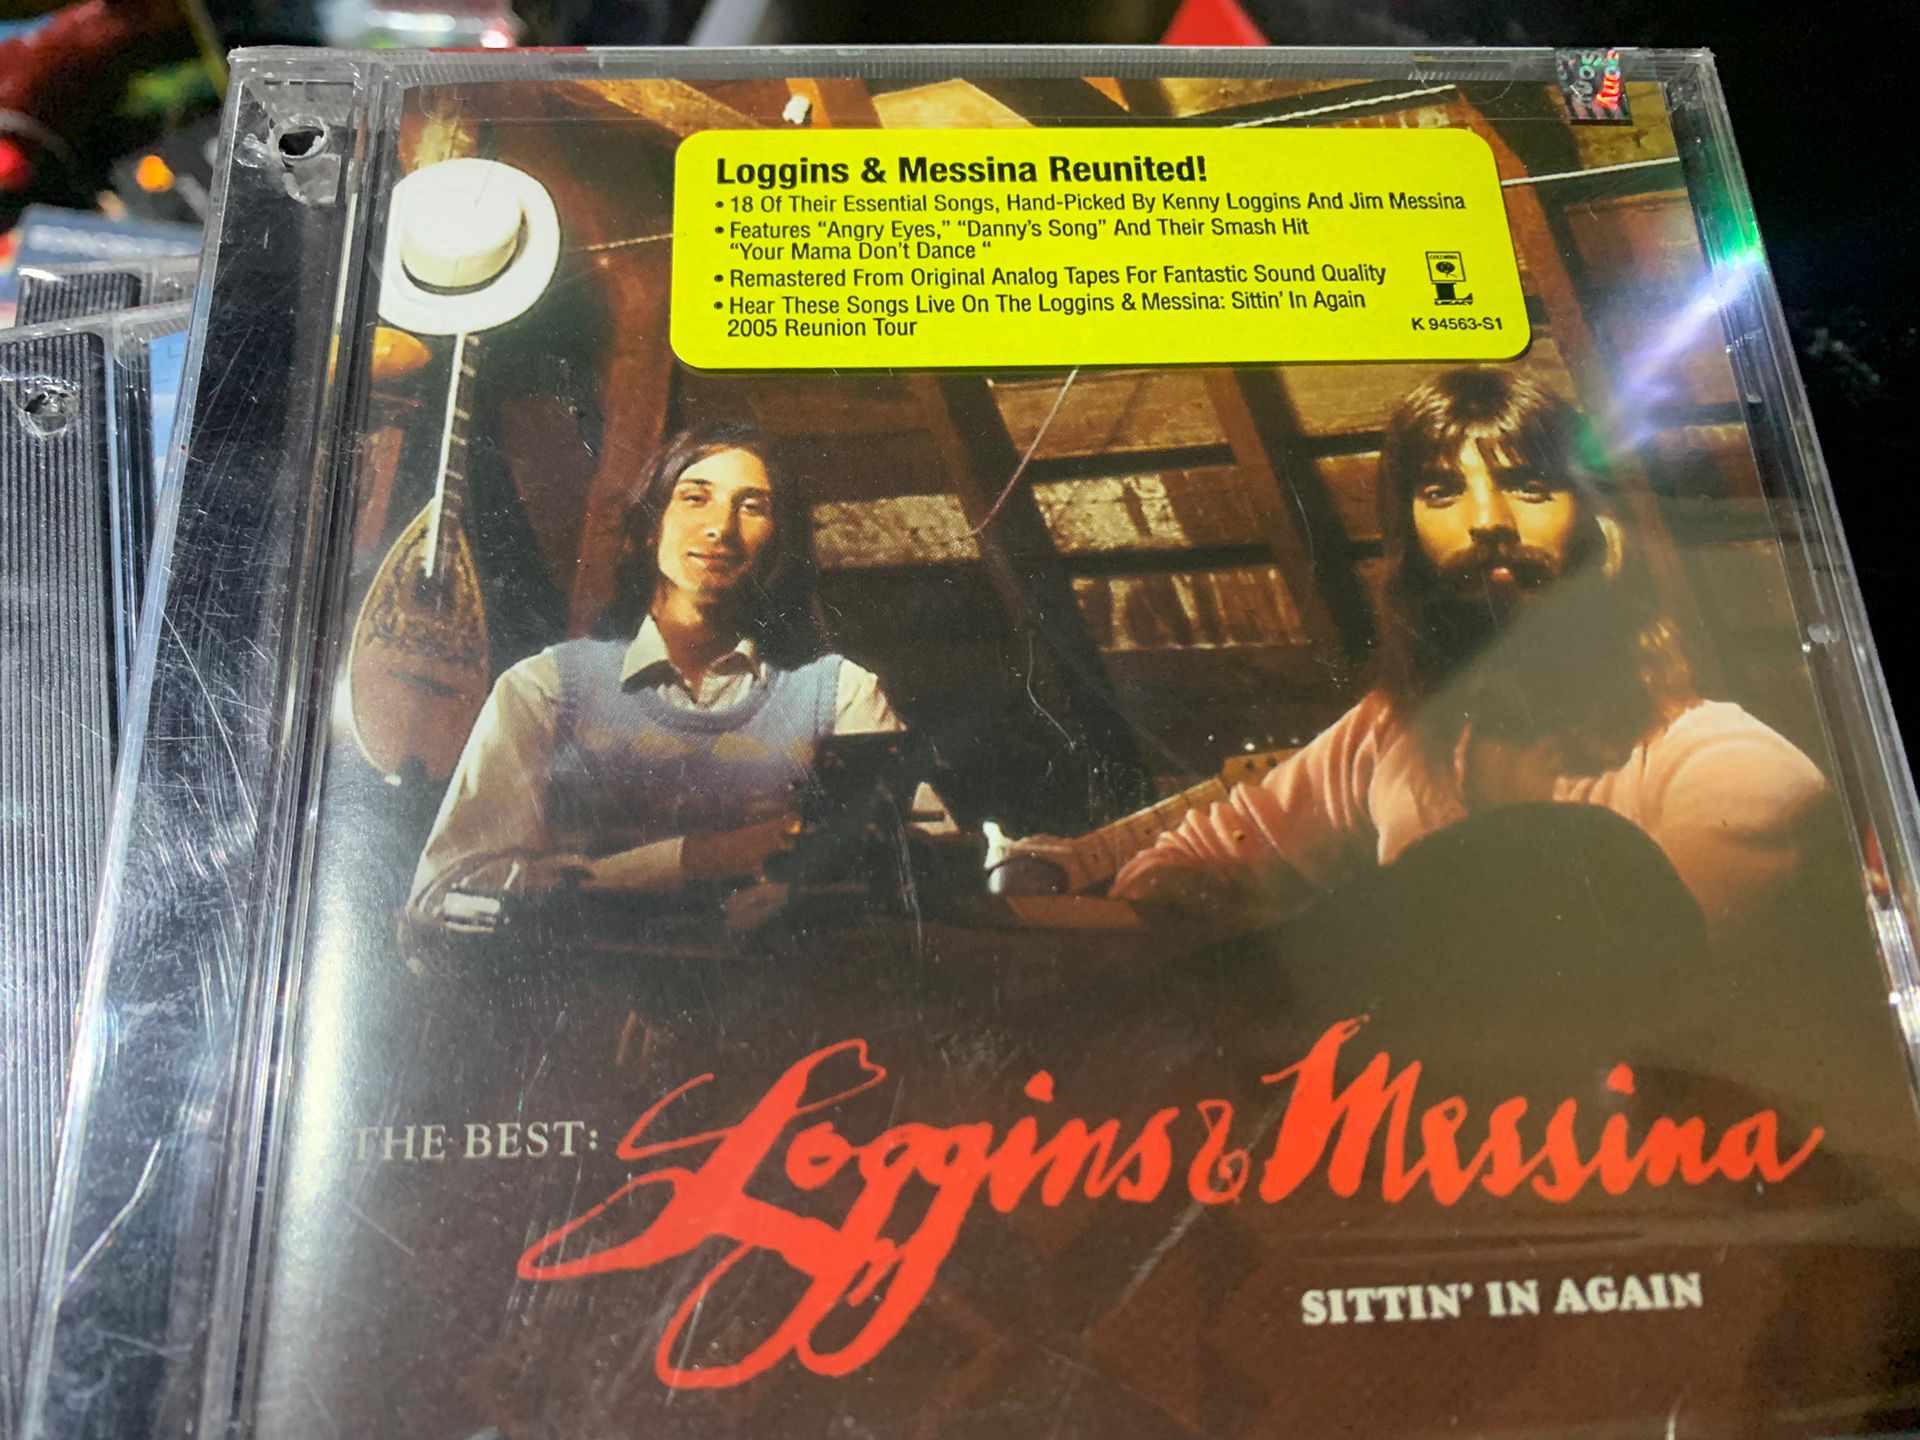 SONY
Loggins & Messina Reunited!
• 18 Of Their Essential Songs, Hand-Picked By Kenny Loggins And Jim Messina
• Features “Angry Eyes,” “Danny’s Song” And Their Smash Hit
“Your Mama Don’t Dance “
• Remastered From Original Analog Tapes For Fantastic Sound Quality
• Hear These Songs Live On The Loggins & Messina: Sittin’ In Again
2005 Reunion Tour
COLUMBIA
LEGACY
K 94563-S1
THE BEST: Loggins & Messina
SITTIN’ IN AGAIN